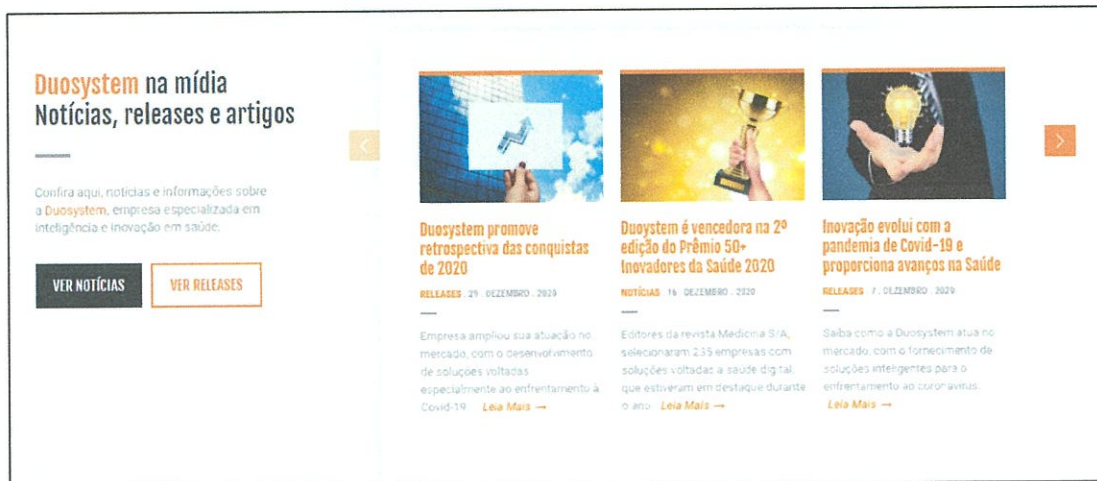 Duosystem na mídia
Notícias, releases e artigos
Confira aqui, notícias e informações sobre
a Duosystem, empresa especializada em
inteligência e inovação em saúde.
VER NOTÍCIAS
VER RELEASES
Duosystem promove
retrospectiva das conquistas
de 2020
RELEASES . 29 . DEZEMBRO . 2020
Empresa ampliou sua atuação no
mercado, com o desenvolvimento
de soluções voltadas
especialmente ao enfrentamento à
Covid-19. Leia Mais →
Duoystem é vencedora na 2º
edição do Prêmio 50+
Inovadores da Saúde 2020
NOTÍCIAS . 16 . DEZEMBRO . 2020
Editores da revista Medicina S/A,
selecionaram 235 empresas com
soluções voltadas a saúde digital,
que estiveram em destaque durante
o ano. Leia Mais →
Inovação evolui com a
pandemia de Covid-19 e
proporciona avanços na Saúde
RELEASES . 7 . DEZEMBRO . 2020
Saiba como a Duosystem atua no
mercado, com o fornecimento de
soluções inteligentes para o
enfrentamento ao coronavírus.
Leia Mais →